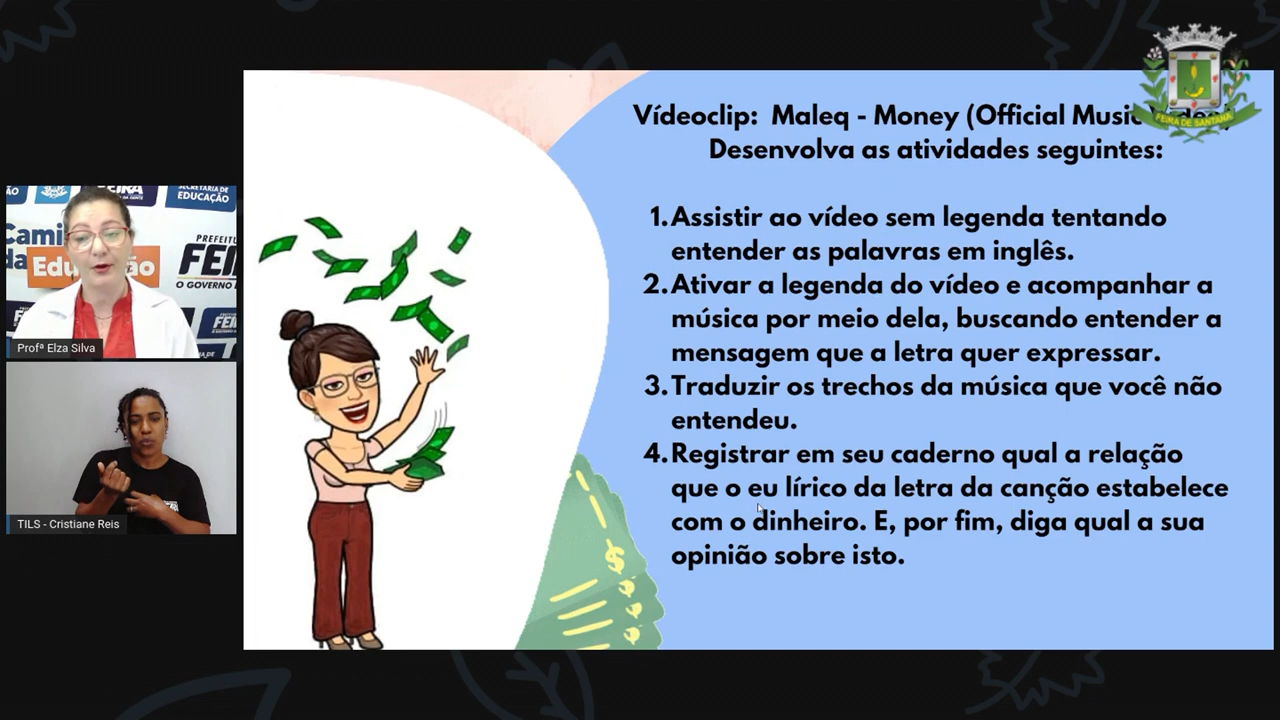 Vídeoclip: Maleq - Money (Official Music
Desenvolva as atividades seguintes:
1. Assistir ao vídeo sem legenda tentando
entender as palavras em inglês.
2. Ativar a legenda do vídeo e acompanhar a
música por meio dela, buscando entender a
mensagem que a letra quer expressar.
3. Traduzir os trechos da música que você não
entendeu.
4. Registrar em seu caderno qual a relação
que o eu lírico da letra da canção estabelece
com o dinheiro. E, por fim, diga qual a sua
opinião sobre isto.
FEIRA DE SANTANA
SECRETARIA DE
EDUCAÇÃO
Profª Elza Silva
TILS - Cristiane Reis